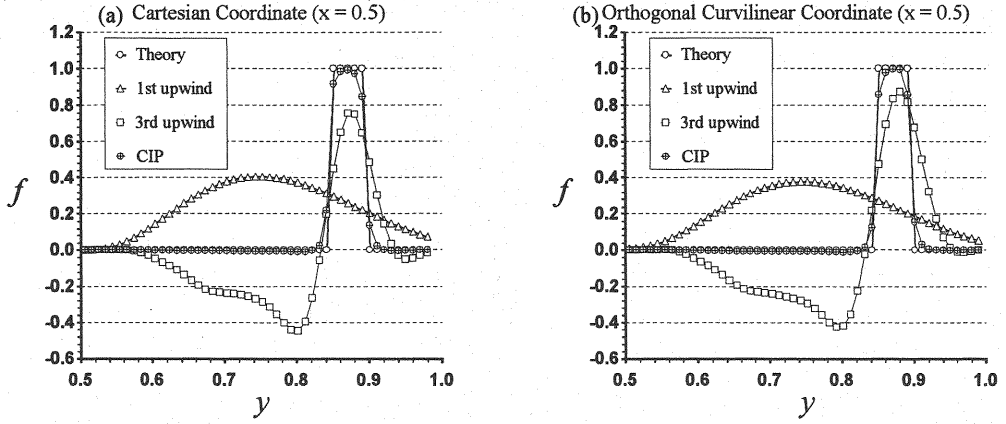 (a) Cartesian Coordinate (x = 0.5)
1.2
1.0
0.8
0.6
0.4
0.2
0.0
-0.2
-0.4
-0.6
f
Theory
1st upwind
3rd upwind
CIP
0.5 0.6 0.7 0.8 0.9 1.0
y
(b) Orthogonal Curvilinear Coordinate (x = 0.5)
1.2
1.0
0.8
0.6
0.4
0.2
0.0
-0.2
-0.4
-0.6
f
Theory
1st upwind
3rd upwind
CIP
0.5 0.6 0.7 0.8 0.9 1.0
y